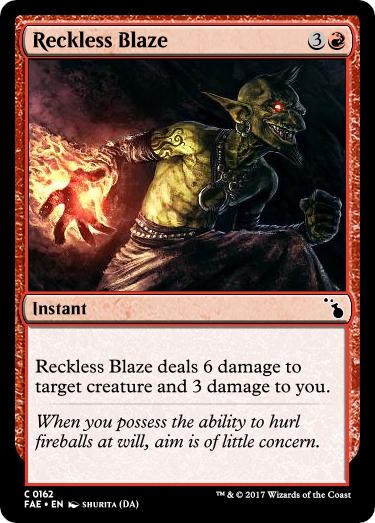 Reckless Blaze 3
Instant
Reckless Blaze deals 6 damage to
target creature and 3 damage to you.
When you possess the ability to hurl
fireballs at will, aim is of little concern.
C 0162
FAE • EN SHURITA (DA)
™ & © 2017 Wizards of the Coast